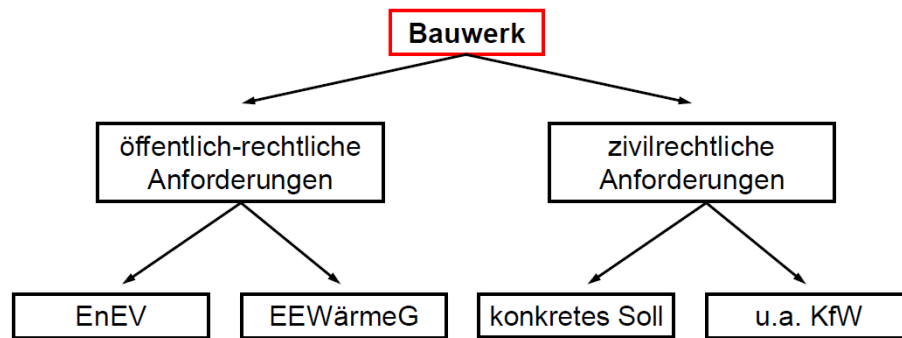 Bauwerk
öffentlich-rechtliche
Anforderungen
zivilrechtliche
Anforderungen
EnEV
EEWärmeG
konkretes Soll
u.a. KfW